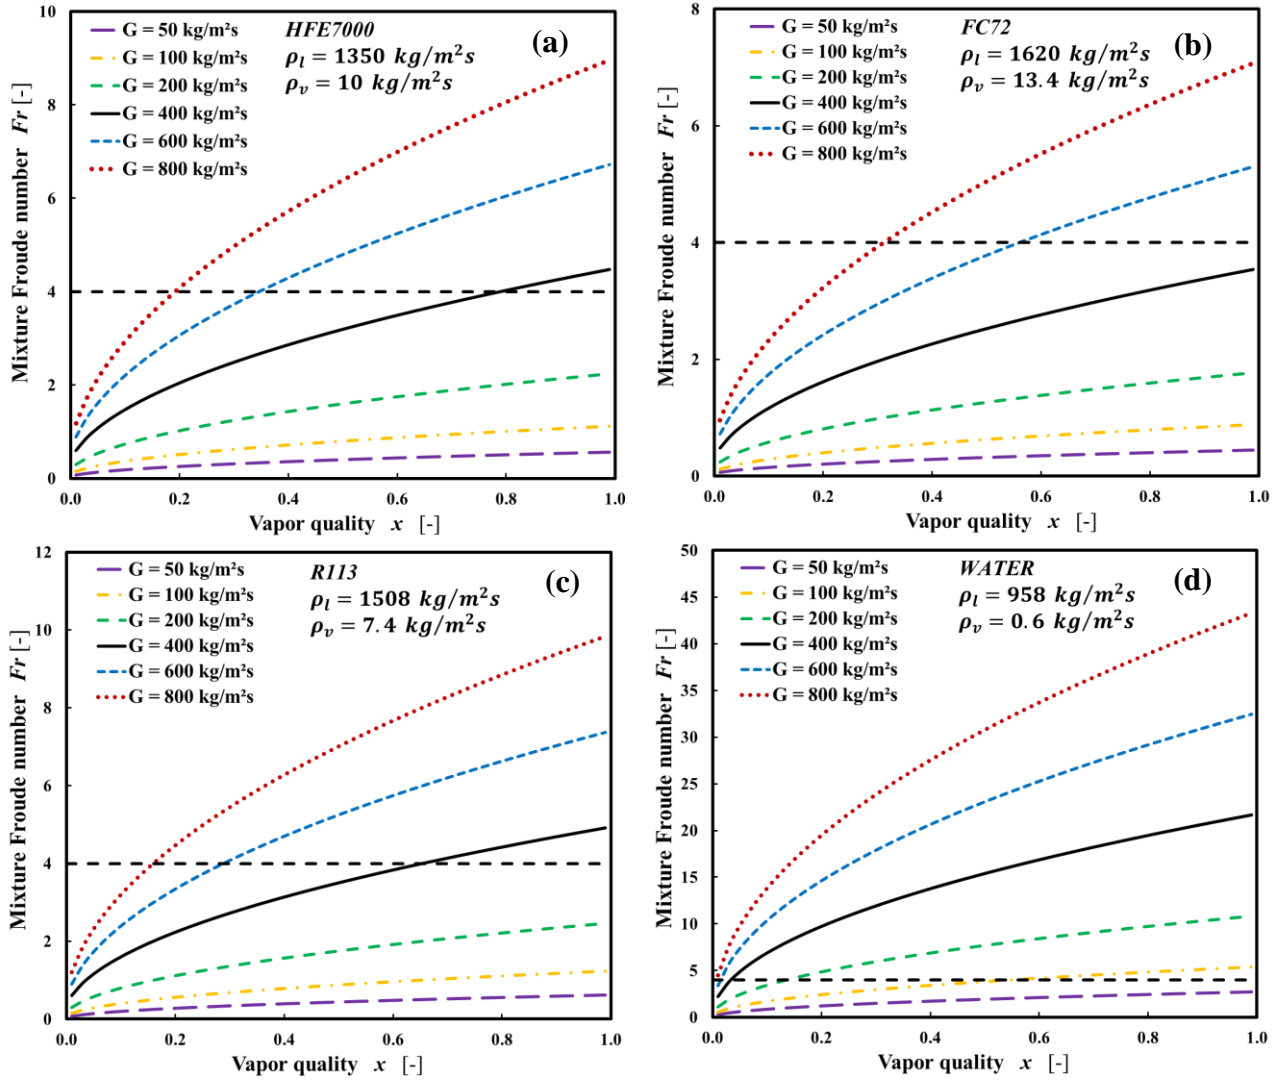 (a)
HFE7000
ρ_l = 1350 kg/m²s
ρ_v = 10 kg/m²s
G = 50 kg/m²s
G = 100 kg/m²s
G = 200 kg/m²s
G = 400 kg/m²s
G = 600 kg/m²s
G = 800 kg/m²s
Mixture Froude number Fr [-]
10
8
6
4
2
0
0.0 0.2 0.4 0.6 0.8 1.0
Vapor quality x [-]
(b)
FC72
ρ_l = 1620 kg/m²s
ρ_v = 13.4 kg/m²s
G = 50 kg/m²s
G = 100 kg/m²s
G = 200 kg/m²s
G = 400 kg/m²s
G = 600 kg/m²s
G = 800 kg/m²s
Mixture Froude number Fr [-]
8
6
4
2
0
0.0 0.2 0.4 0.6 0.8 1.0
Vapor quality x [-]
(c)
R113
ρ_l = 1508 kg/m²s
ρ_v = 7.4 kg/m²s
G = 50 kg/m²s
G = 100 kg/m²s
G = 200 kg/m²s
G = 400 kg/m²s
G = 600 kg/m²s
G = 800 kg/m²s
Mixture Froude number Fr [-]
12
10
8
6
4
2
0
0.0 0.2 0.4 0.6 0.8 1.0
Vapor quality x [-]
(d)
WATER
ρ_l = 958 kg/m²s
ρ_v = 0.6 kg/m²s
G = 50 kg/m²s
G = 100 kg/m²s
G = 200 kg/m²s
G = 400 kg/m²s
G = 600 kg/m²s
G = 800 kg/m²s
Mixture Froude number Fr [-]
50
45
40
35
30
25
20
15
10
5
0
0.0 0.2 0.4 0.6 0.8 1.0
Vapor quality x [-]